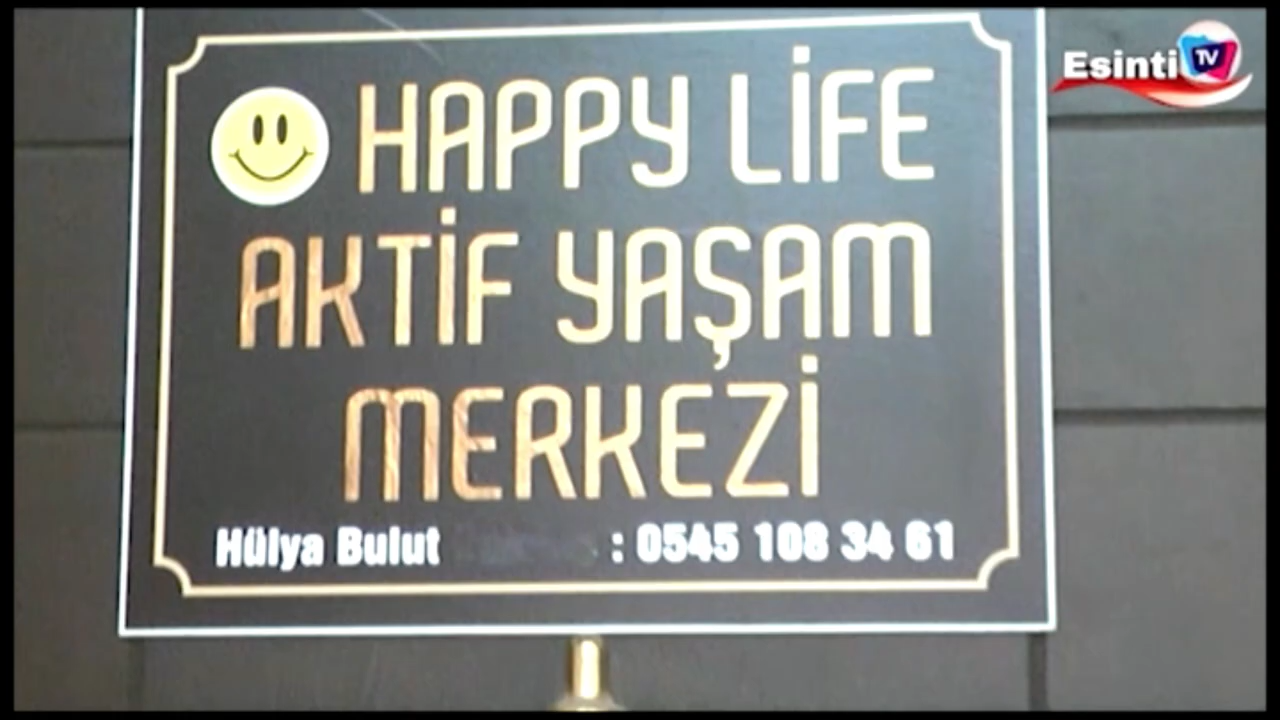 Esinti TV
HAPPY LİFE
AKTİF YAŞAM
MERKEZİ
Hülya Bulut : 0545 108 34 61